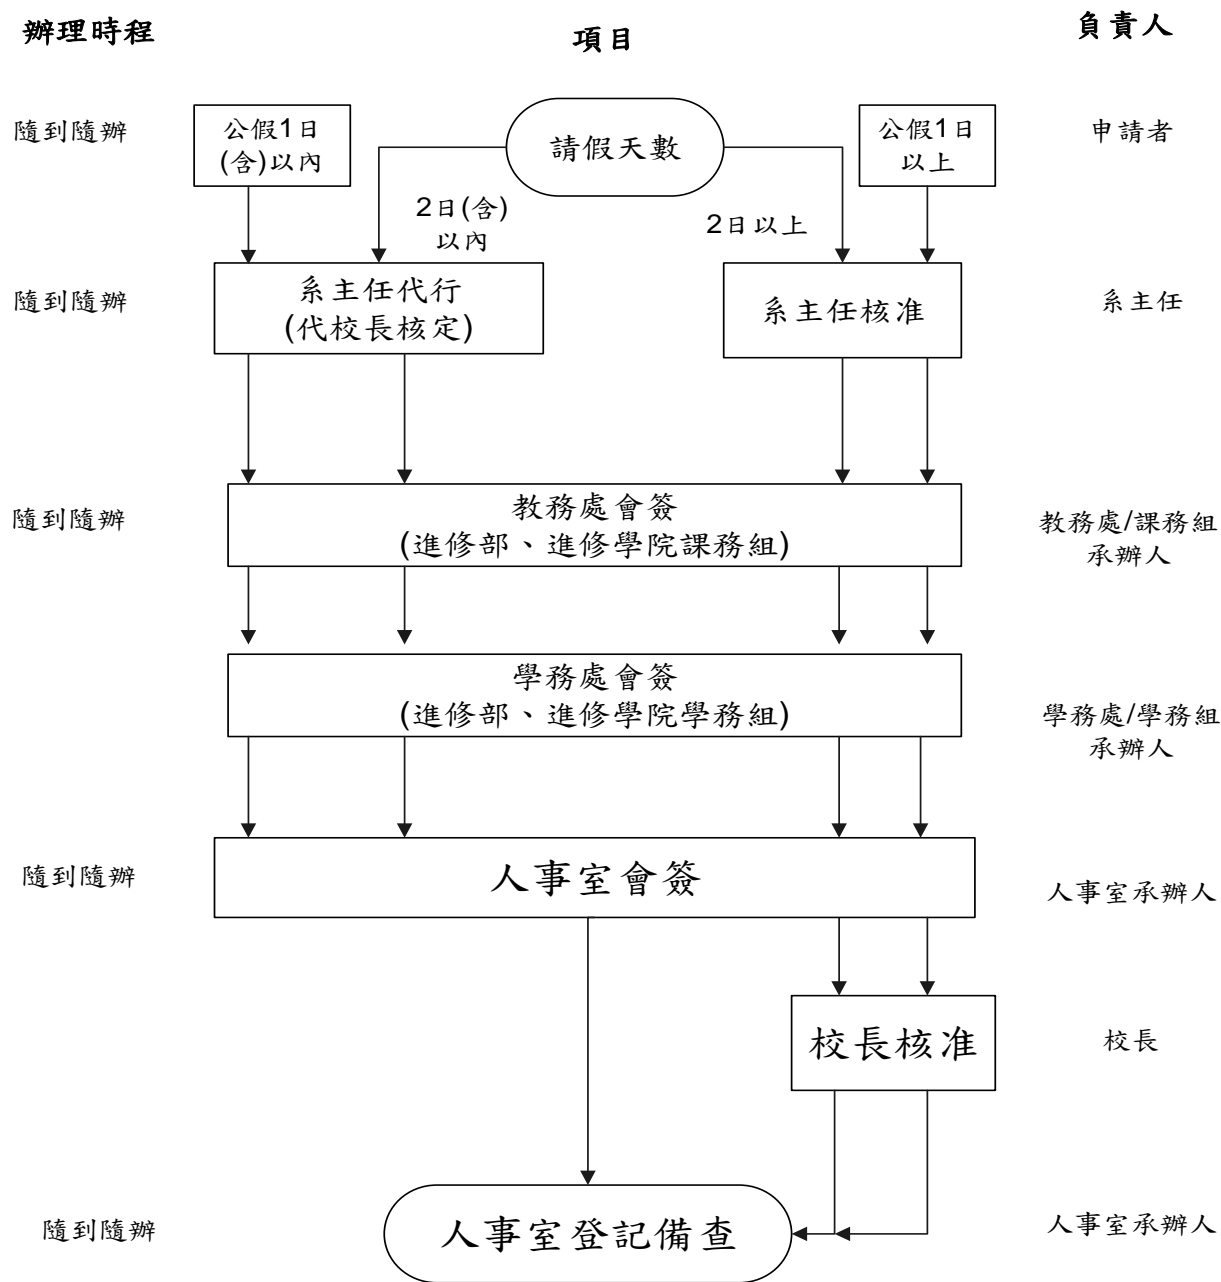 辦理時程
項目
負責人
隨到隨辦
公假1日
(含)以內
請假天數
公假1日
以上
申請者
2日(含)
以內
2日以上
隨到隨辦
系主任代行
(代校長核定)
系主任核准
系主任
隨到隨辦
教務處會簽
(進修部、進修學院課務組)
教務處/課務組
承辦人
學務處會簽
(進修部、進修學院學務組)
學務處/學務組
承辦人
隨到隨辦
人事室會簽
人事室承辦人
校長核准
校長
隨到隨辦
人事室登記備查
人事室承辦人